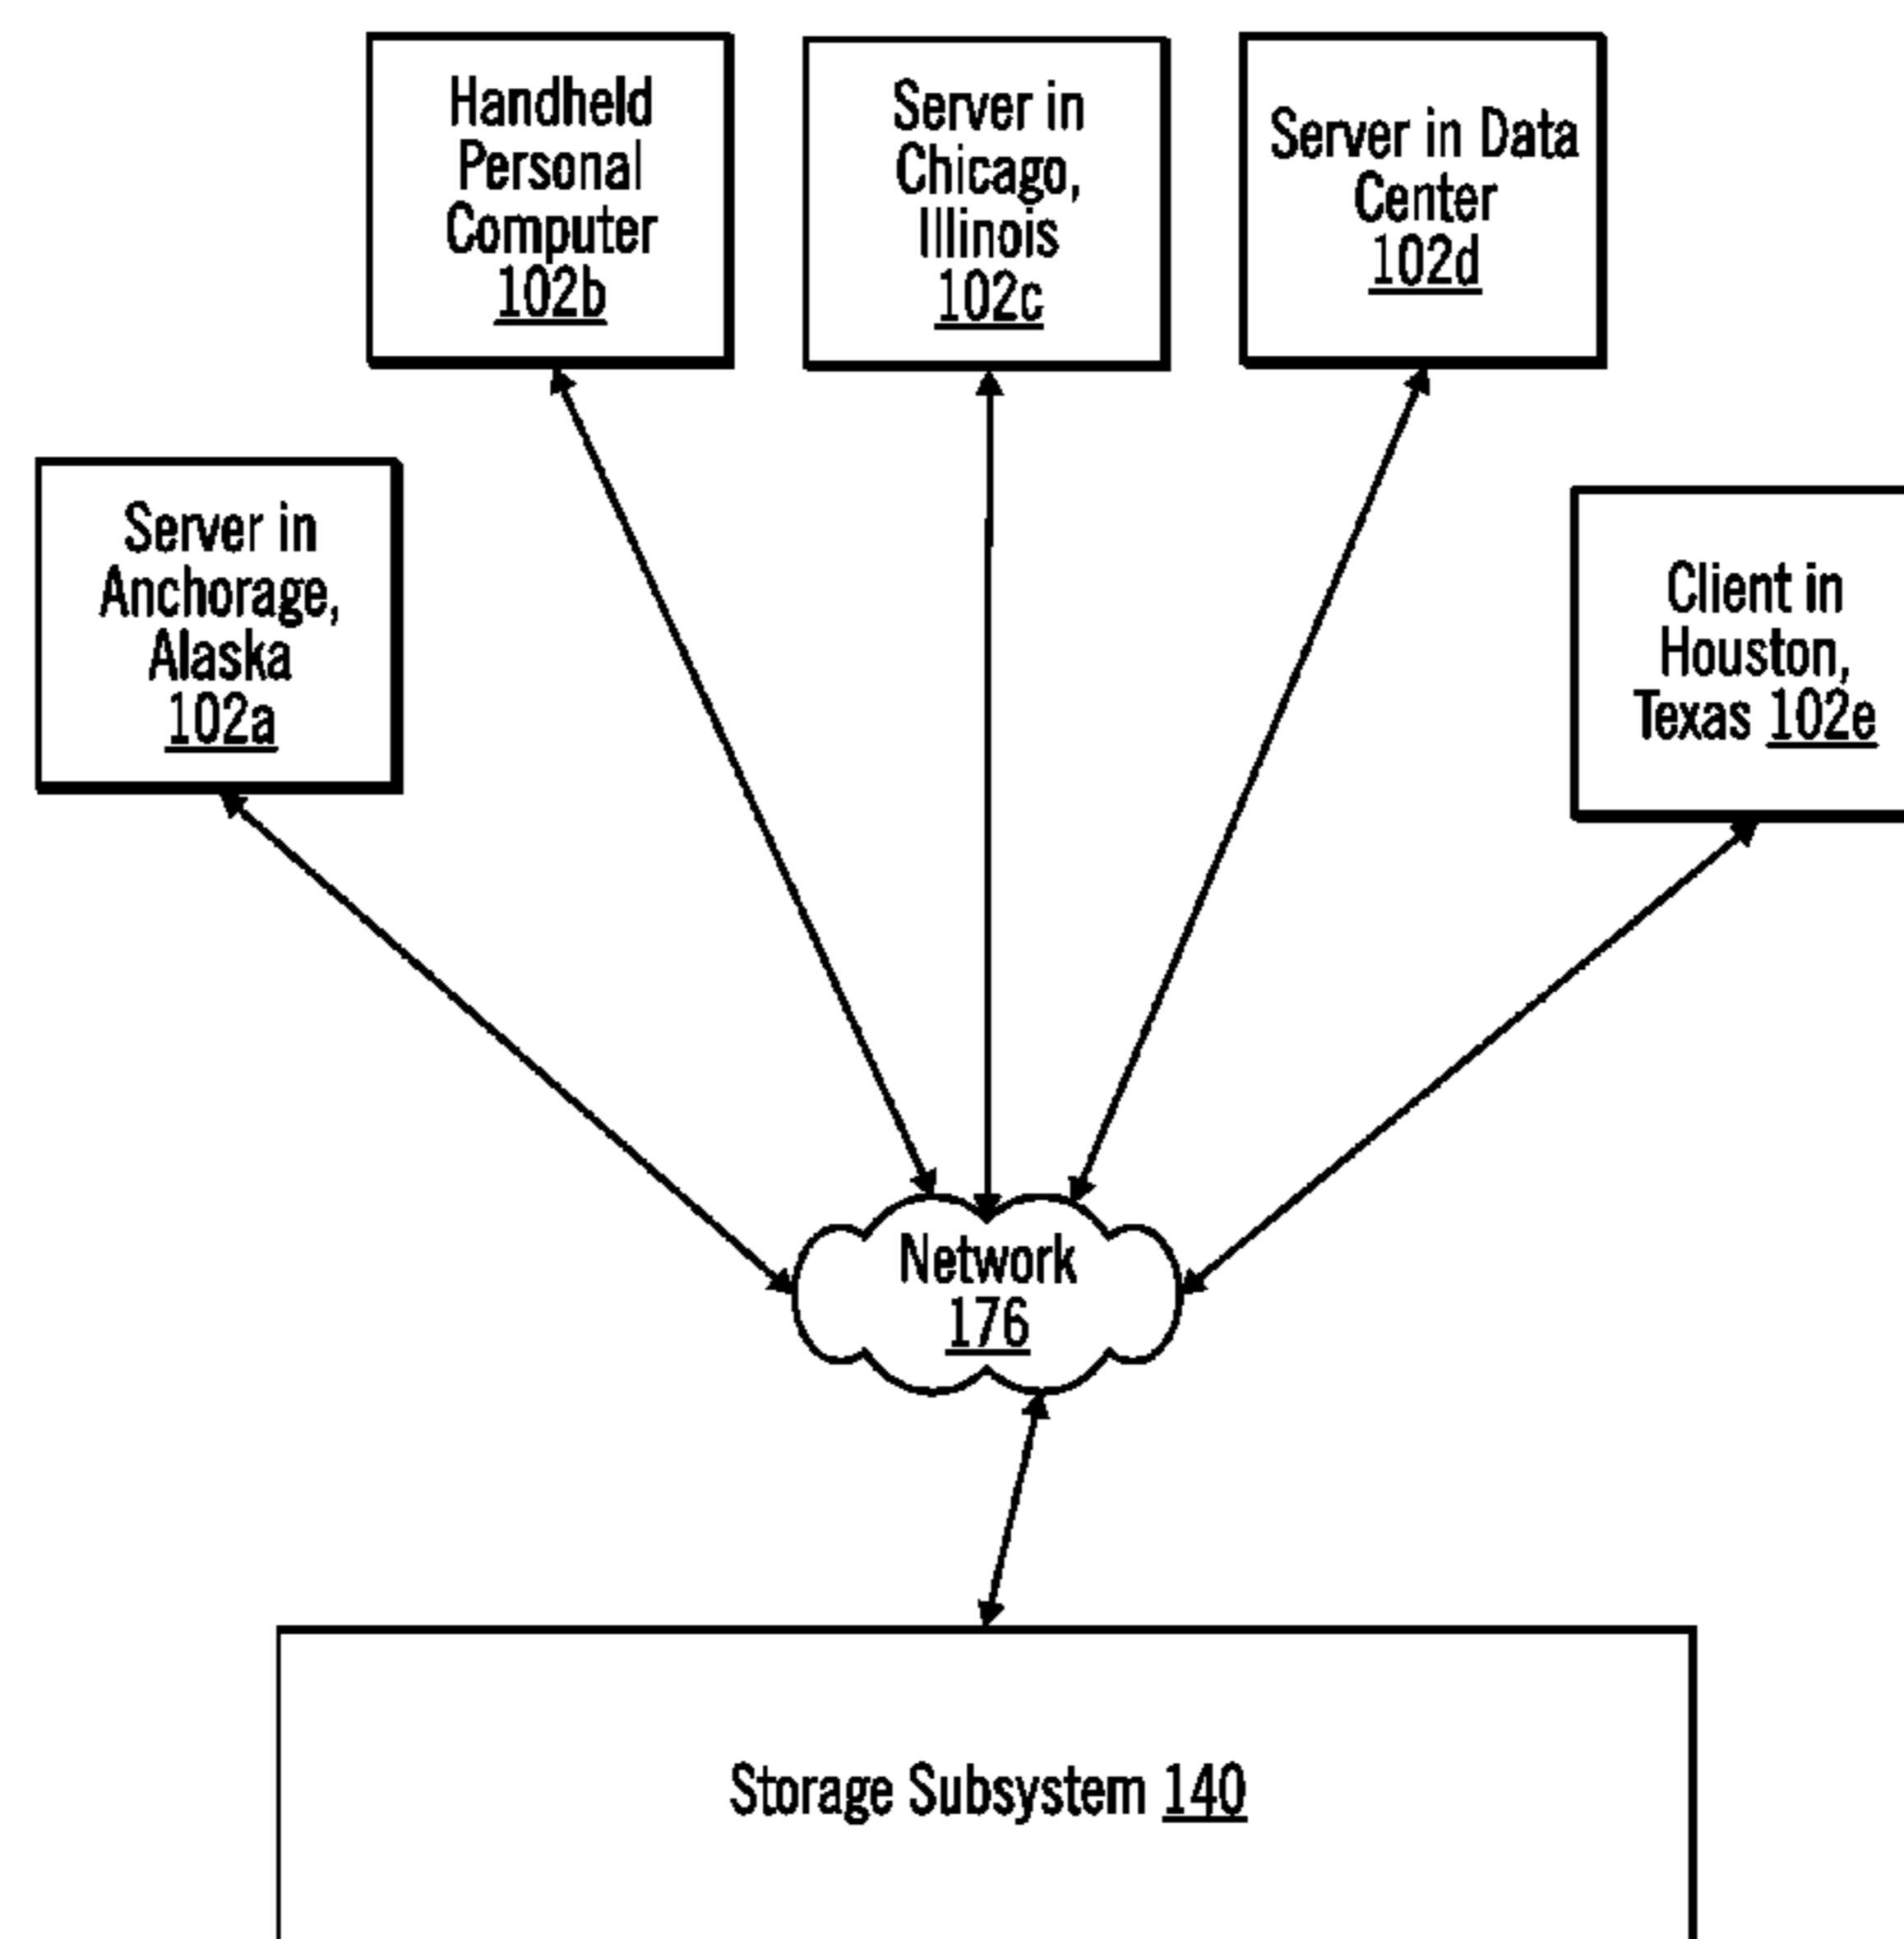 Handheld
Personal
Computer
102b
Server in
Chicago,
Illinois
102c
Server in Data
Center
102d
Server in
Anchorage,
Alaska
102a
Client in
Houston,
Texas 102e
Network
176
Storage Subsystem 140